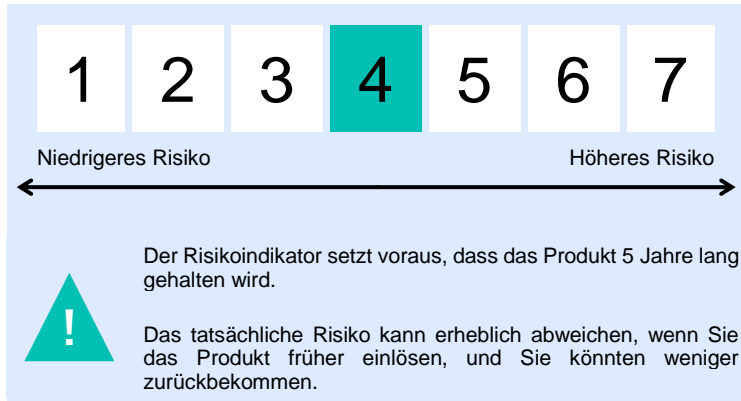 1 2 3 4 5 6 7
Niedrigeres Risiko Höheres Risiko
Der Risikoindikator setzt voraus, dass das Produkt 5 Jahre lang
gehalten wird.
!
Das tatsächliche Risiko kann erheblich abweichen, wenn Sie
das Produkt früher einlösen, und Sie könnten weniger
zurückbekommen.